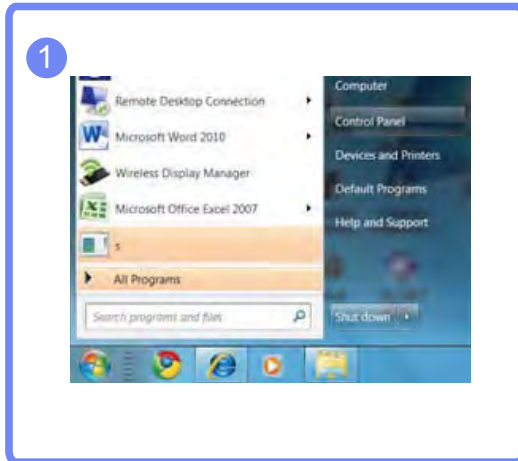 1
Remote Desktop Connection
Microsoft Word 2010
Wireless Display Manager
Microsoft Office Excel 2007
s
All Programs
Search programs and files
Computer
Control Panel
Devices and Printers
Default Programs
Help and Support
Shut down